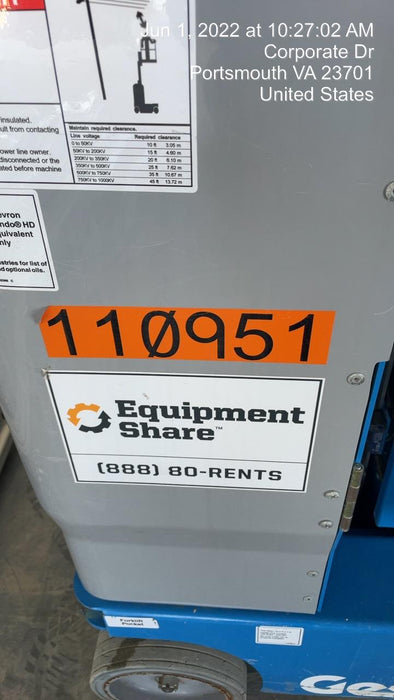 Jun 1, 2022 at 10:27:02 AM
Corporate Dr
Portsmouth VA 23701
United States
insulated.
ult from contacting
ower line owner.
disconnected or the
ated before machine
Maintain required clearance.
Line voltage Required clearance
0 to 50KV 10 ft 3.05 m
50KV to 200KV 15 ft 4.60 m
200KV to 350KV 20 ft 6.10 m
350KV to 500KV 25 ft 7.62 m
500KV to 750KV 35 ft 10.67 m
750KV to 1000KV 45 ft 13.72 m
evron
ndo® HD
quivalent
nly
stries for list of
d optional oils.
110951
Equipment
Share™
(888) 80-RENTS
Forklift
Pocket
Ge